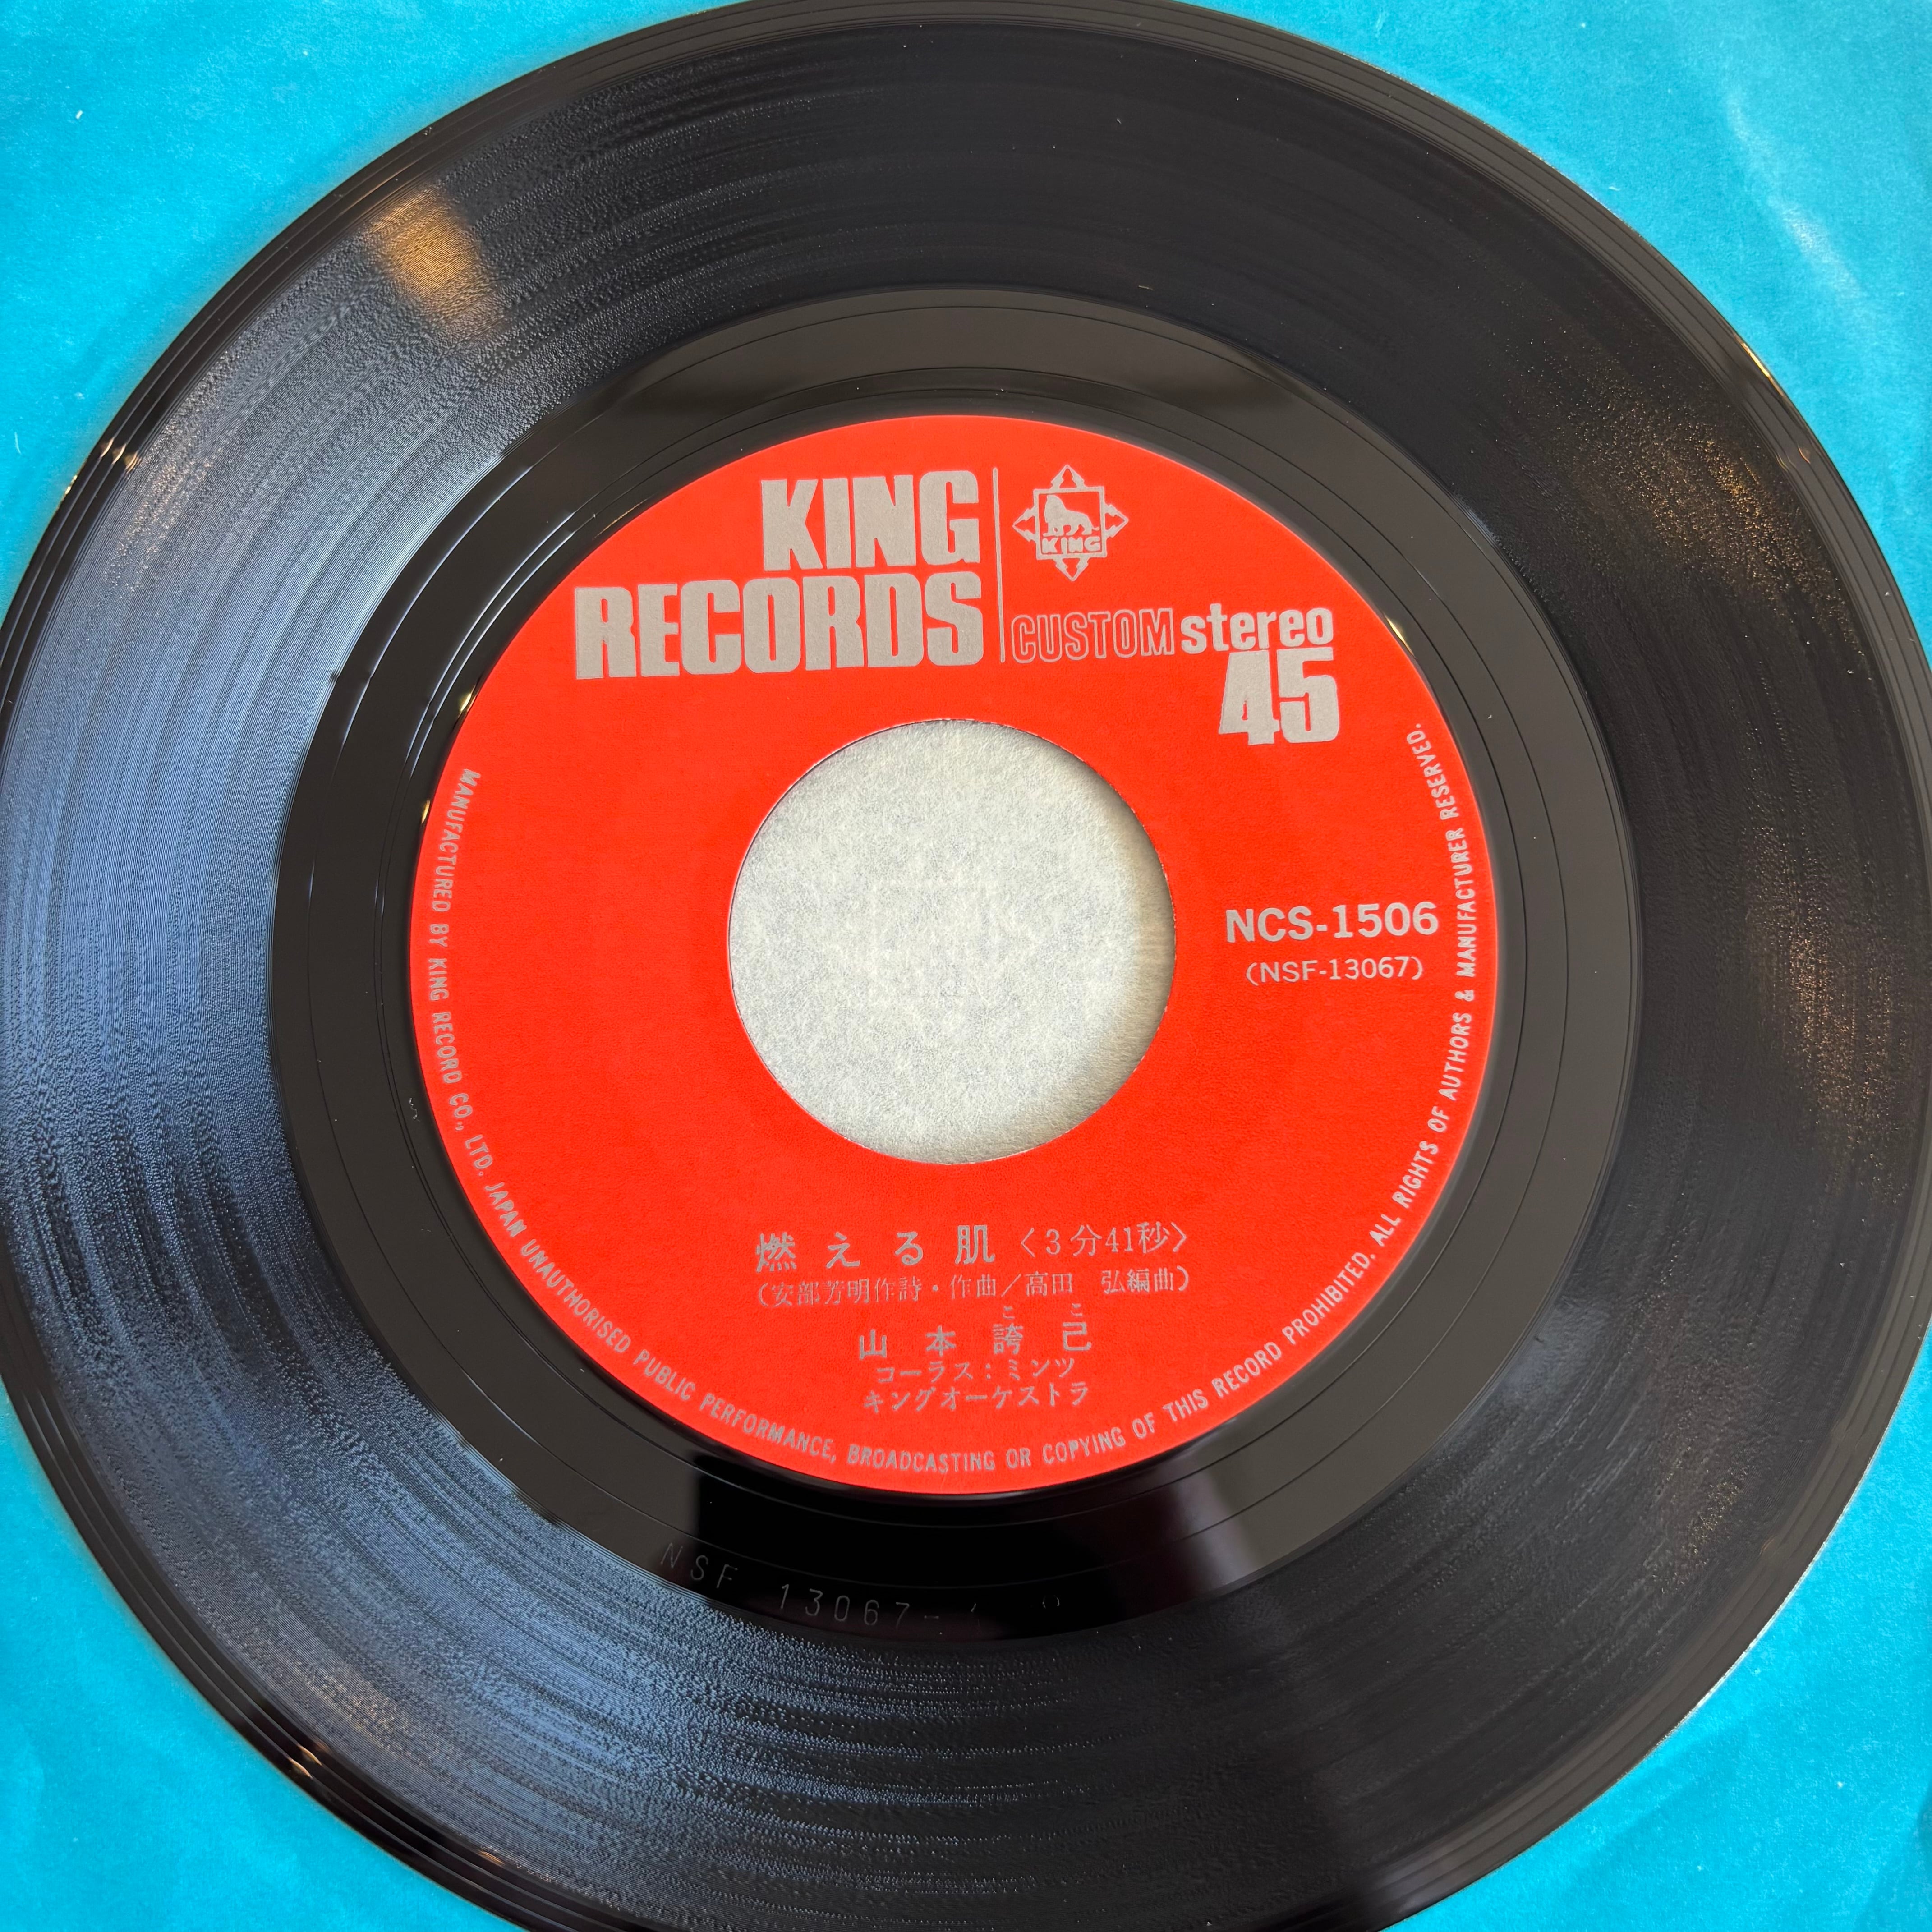 KING
RECORDS
KING
CUSTOM stereo
45
NCS-1506
(NSF-13067)
燃える肌〈3分41秒〉
(安部芳明作詩・作曲/高田 弘編曲)
こ こ
山本誇己
コーラス:ミンツ
キングオーケストラ
MANUFACTURED BY KING RECORD CO., LTD. JAPAN UNAUTHORISED PUBLIC PERFORMANCE, BROADCASTING OR COPYING OF THIS RECORD PROHIBITED. ALL RIGHTS OF AUTHORS & MANUFACTURER RESERVED.
NSF 13067-